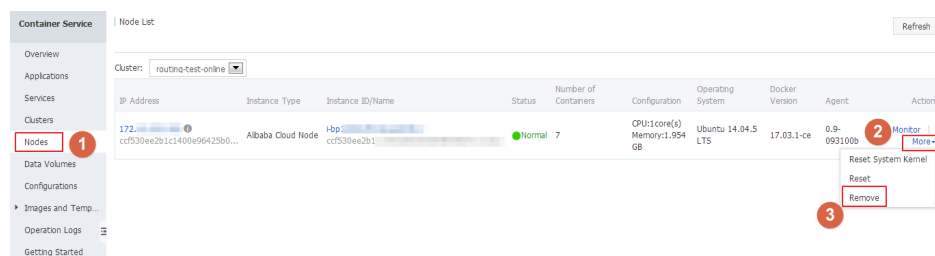 Container Service
Node List
Refresh
Overview
Applications
Services
Clusters
Nodes
Data Volumes
Configurations
Images and Temp...
Operation Logs
Getting Started
Cluster: routing-test-online
IP Address
Instance Type
Instance ID/Name
Status
Number of
Containers
Configuration
Operating
System
Docker
Version
Agent
Action
172.
ccf530ee2b1c1400e96425b0...
Alibaba Cloud Node
i-bp1
ccf530ee2b1
Normal
7
CPU:1core(s)
Memory:1.954
GB
Ubuntu 14.04.5
LTS
17.03.1-ce
0.9-
093100b
Monitor
More
Reset System Kernel
Reset
Remove
1
2
3